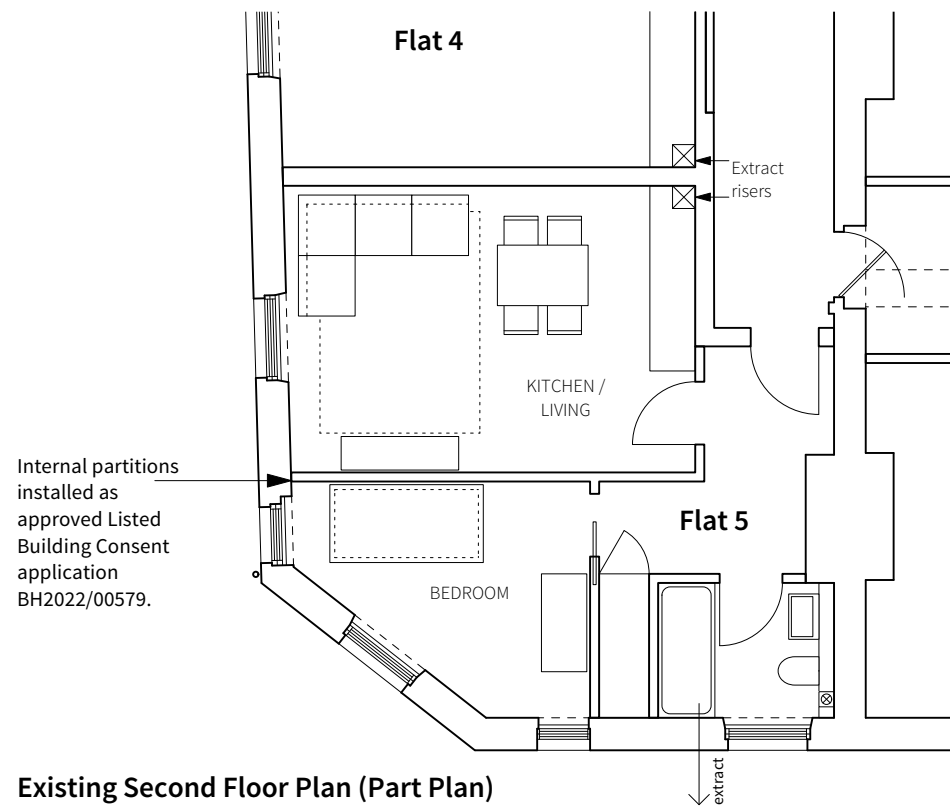 Flat 4
Extract
risers
KITCHEN /
LIVING
Internal partitions
installed as
approved Listed
Building Consent
application
BH2022/00579.
Flat 5
BEDROOM
extract
Existing Second Floor Plan (Part Plan)